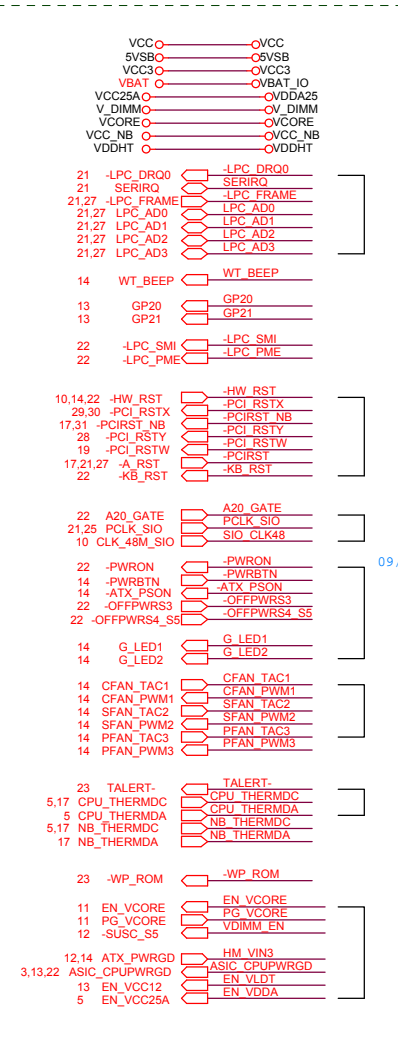 VCC VCC
5VSB 5VSB
VCC3 VCC3
VBAT VBAT_IO
VCC25A VDDA25
V_DIMM V_DIMM
VCORE VCORE
VCC_NB VCC_NB
VDDHT VDDHT
21 -LPC_DRQ0 -LPC_DRQ0
21 SERIRQ SERIRQ
21,27 -LPC_FRAME -LPC_FRAME
21,27 LPC_AD0 LPC_AD0
21,27 LPC_AD1 LPC_AD1
21,27 LPC_AD2 LPC_AD2
21,27 LPC_AD3 LPC_AD3
14 WT_BEEP WT_BEEP
13 GP20 GP20
13 GP21 GP21
22 -LPC_SMI -LPC_SMI
22 -LPC_PME -LPC_PME
10,14,22 -HW_RST -HW_RST
29,30 -PCI_RSTX -PCI_RSTX
17,31 -PCIRST_NB -PCIRST_NB
28 -PCI_RSTY -PCI_RSTY
19 -PCI_RSTW -PCI_RSTW
17,21,27 -A_RST -PCIRST
22 -KB_RST -KB_RST
22 A20_GATE A20_GATE
21,25 PCLK_SIO PCLK_SIO
10 CLK_48M_SIO SIO_CLK48
09/
22 -PWRON -PWRON
14 -PWRBTN -PWRBTN
14 -ATX_PSON -ATX_PSON
22 -OFFPWRS3 -OFFPWRS3
22 -OFFPWRS4_S5 -OFFPWRS4_S5
14 G_LED1 G_LED1
14 G_LED2 G_LED2
14 CFAN_TAC1 CFAN_TAC1
14 CFAN_PWM1 CFAN_PWM1
14 SFAN_TAC2 SFAN_TAC2
14 SFAN_PWM2 SFAN_PWM2
14 PFAN_TAC3 PFAN_TAC3
14 PFAN_PWM3 PFAN_PWM3
23 TALERT- TALERT-
5,17 CPU_THERMDC CPU_THERMDC
5 CPU_THERMDA CPU_THERMDA
5,17 NB_THERMDC NB_THERMDC
17 NB_THERMDA NB_THERMDA
23 -WP_ROM -WP_ROM
11 EN_VCORE EN_VCORE
11 PG_VCORE PG_VCORE
12 -SUSC_S5 VDIMM_EN
12,14 ATX_PWRGD HM_VIN3
3,13,22 ASIC_CPUPWRGD ASIC_CPUPWRGD
13 EN_VCC12 EN_VLDT
5 EN_VCC25A EN_VDDA